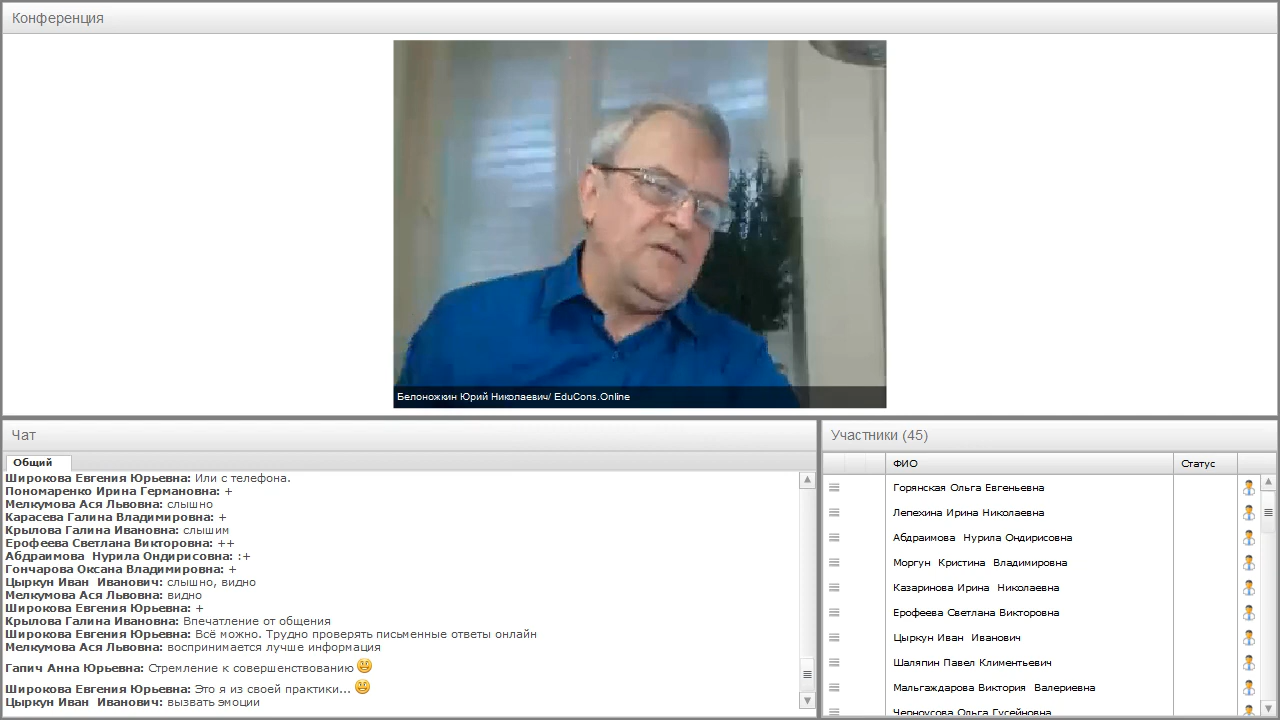 Конференция
Белоножкин Юрий Николаевич/ EduCons.Online
Чат
Общий
Широкова Евгения Юрьевна: Или с телефона.
Пономаренко Ирина Германовна: +
Мелкумова Ася Львовна: слышно
Карасева Галина Владимировна: +
Крылова Галина Ивановна: слышим
Ерофеева Светлана Викторовна: ++
Абдраимова Нурила Ондирисовна: :+
Гончарова Оксана Владимировна: +
Цыркун Иван Иванович: слышно, видно
Мелкумова Ася Львовна: видно
Широкова Евгения Юрьевна: +
Крылова Галина Ивановна: Впечатление от общения
Широкова Евгения Юрьевна: Всё можно. Трудно проверять письменные ответы онлайн
Мелкумова Ася Львовна: воспринимается лучше информация
Гапич Анна Юрьевна: Стремление к совершенствованию
Широкова Евгения Юрьевна: Это я из своей практики...
Цыркун Иван Иванович: вызвать эмоции
Участники (45)
ФИО Статус
Горянская Ольга Евгеньевна
Лепехина Ирина Николаевна
Абдраимова Нурила Ондирисовна
Моргун Кристина Владимировна
Казаринова Ирина Николаевна
Ерофеева Светлана Викторовна
Цыркун Иван Иванович
Шалапин Павел Климентьевич
Мальгаждарова Виктория Валериевна
Черноусова Ольга Гусейновна